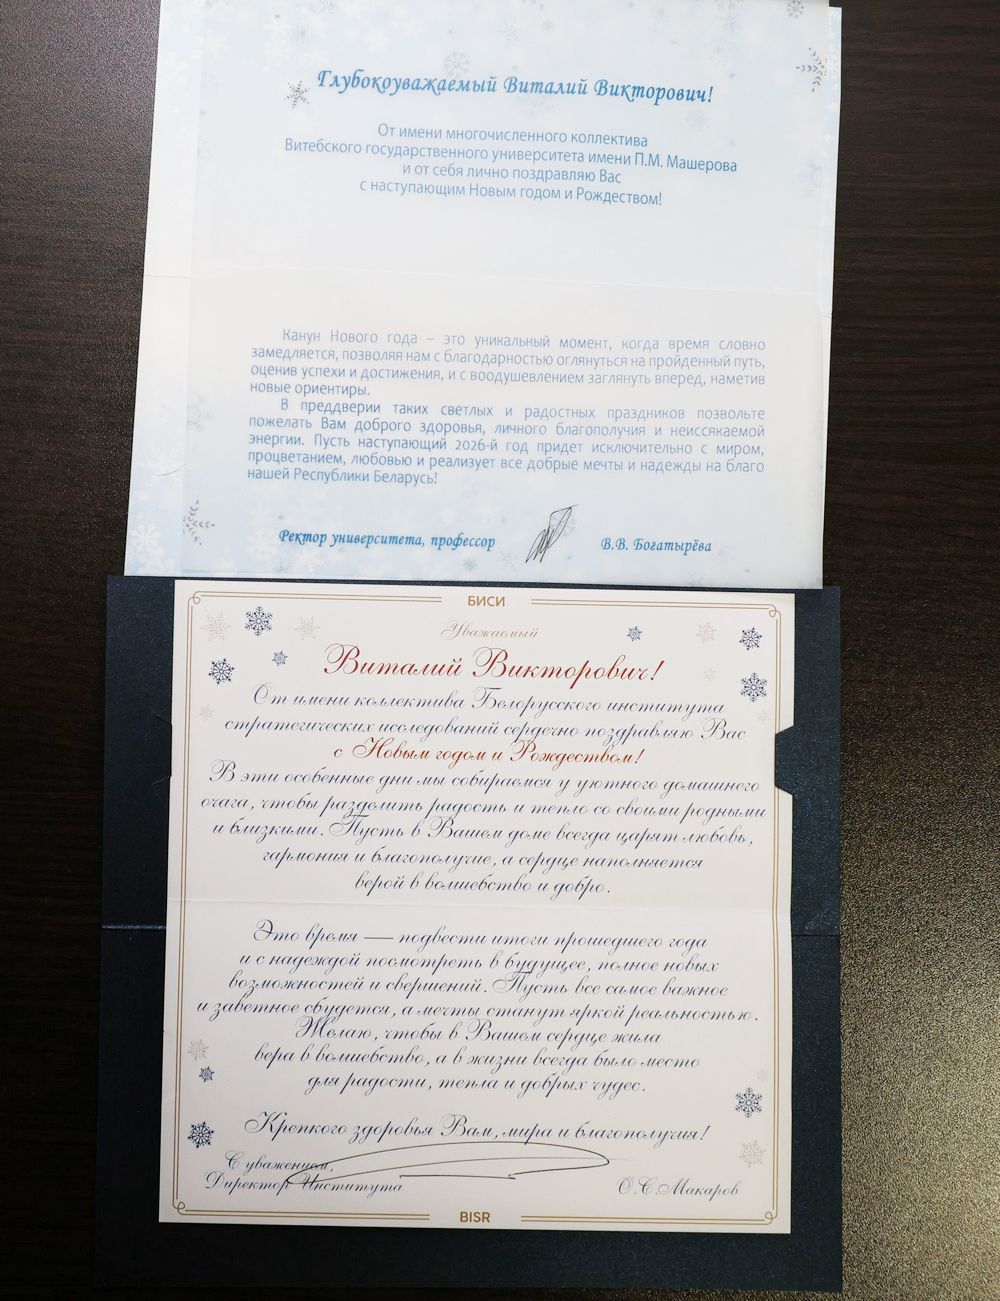 Глубокоуважаемый Виталий Викторович!
От имени многочисленного коллектива
Витебского государственного университета имени П.М. Машерова
и от себя лично поздравляю Вас
с наступающим Новым годом и Рождеством!
Канун Нового года – это уникальный момент, когда время словно
замедляется, позволяя нам с благодарностью оглянуться на пройденный путь,
оценив успехи и достижения, и с воодушевлением заглянуть вперед, наметив
новые ориентиры.
В преддверии таких светлых и радостных праздников позвольте
пожелать Вам доброго здоровья, личного благополучия и неиссякаемой
энергии. Пусть наступающий 2026-й год придет исключительно с миром,
процветанием, любовью и реализует все добрые мечты и надежды на благо
нашей Республики Беларусь!
Ректор университета, профессор В.В. Богатырёва
БИСИ
Уважаемый
Виталий Викторович!
От имени коллектива Белорусского института
стратегических исследований сердечно поздравляю Вас
с Новым годом и Рождеством!
В эти особенные дни мы собираемся у уютного домашнего
очага, чтобы разделить радость и тепло со своими родными
и близкими. Пусть в Вашем доме всегда царят любовь,
гармония и благополучие, а сердце наполняется
верой в волшебство и добро.
Это время — подвести итоги прошедшего года
и с надеждой посмотреть в будущее, полное новых
возможностей и свершений. Пусть все самое важное
и заветное сбудется, а мечты станут яркой реальностью.
Желаю, чтобы в Вашем сердце жила
вера в волшебство, а в жизни всегда было место
для радости, тепла и добрых чудес.
Крепкого здоровья Вам, мира и благополучия!
С уважением,
Директор Института О.С.Макаров
BISR